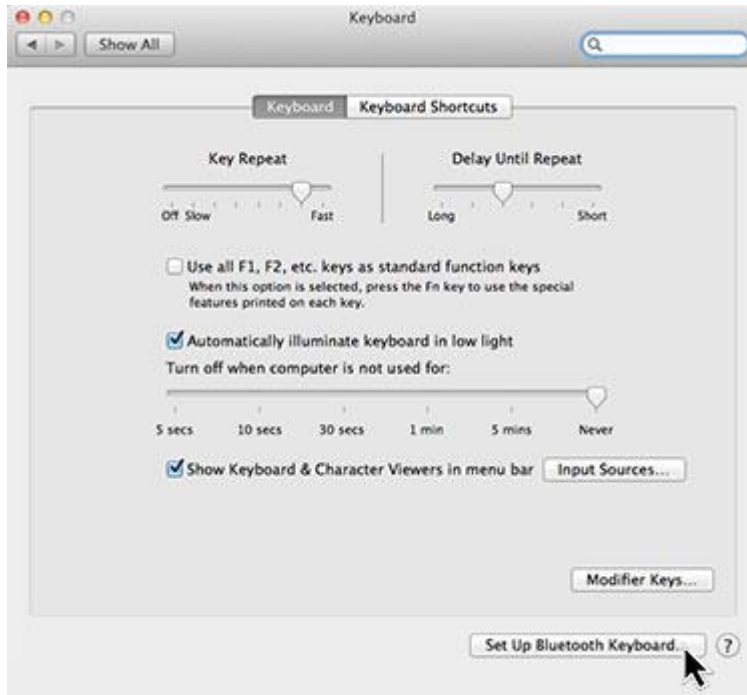 Keyboard
Show All
Keyboard Keyboard Shortcuts
Key Repeat Delay Until Repeat
Off Slow Fast Long Short
Use all F1, F2, etc. keys as standard function keys
When this option is selected, press the Fn key to use the special
features printed on each key.
Automatically illuminate keyboard in low light
Turn off when computer is not used for:
5 secs 10 secs 30 secs 1 min 5 mins Never
Show Keyboard & Character Viewers in menu bar Input Sources...
Modifier Keys...
Set Up Bluetooth Keyboard... ?